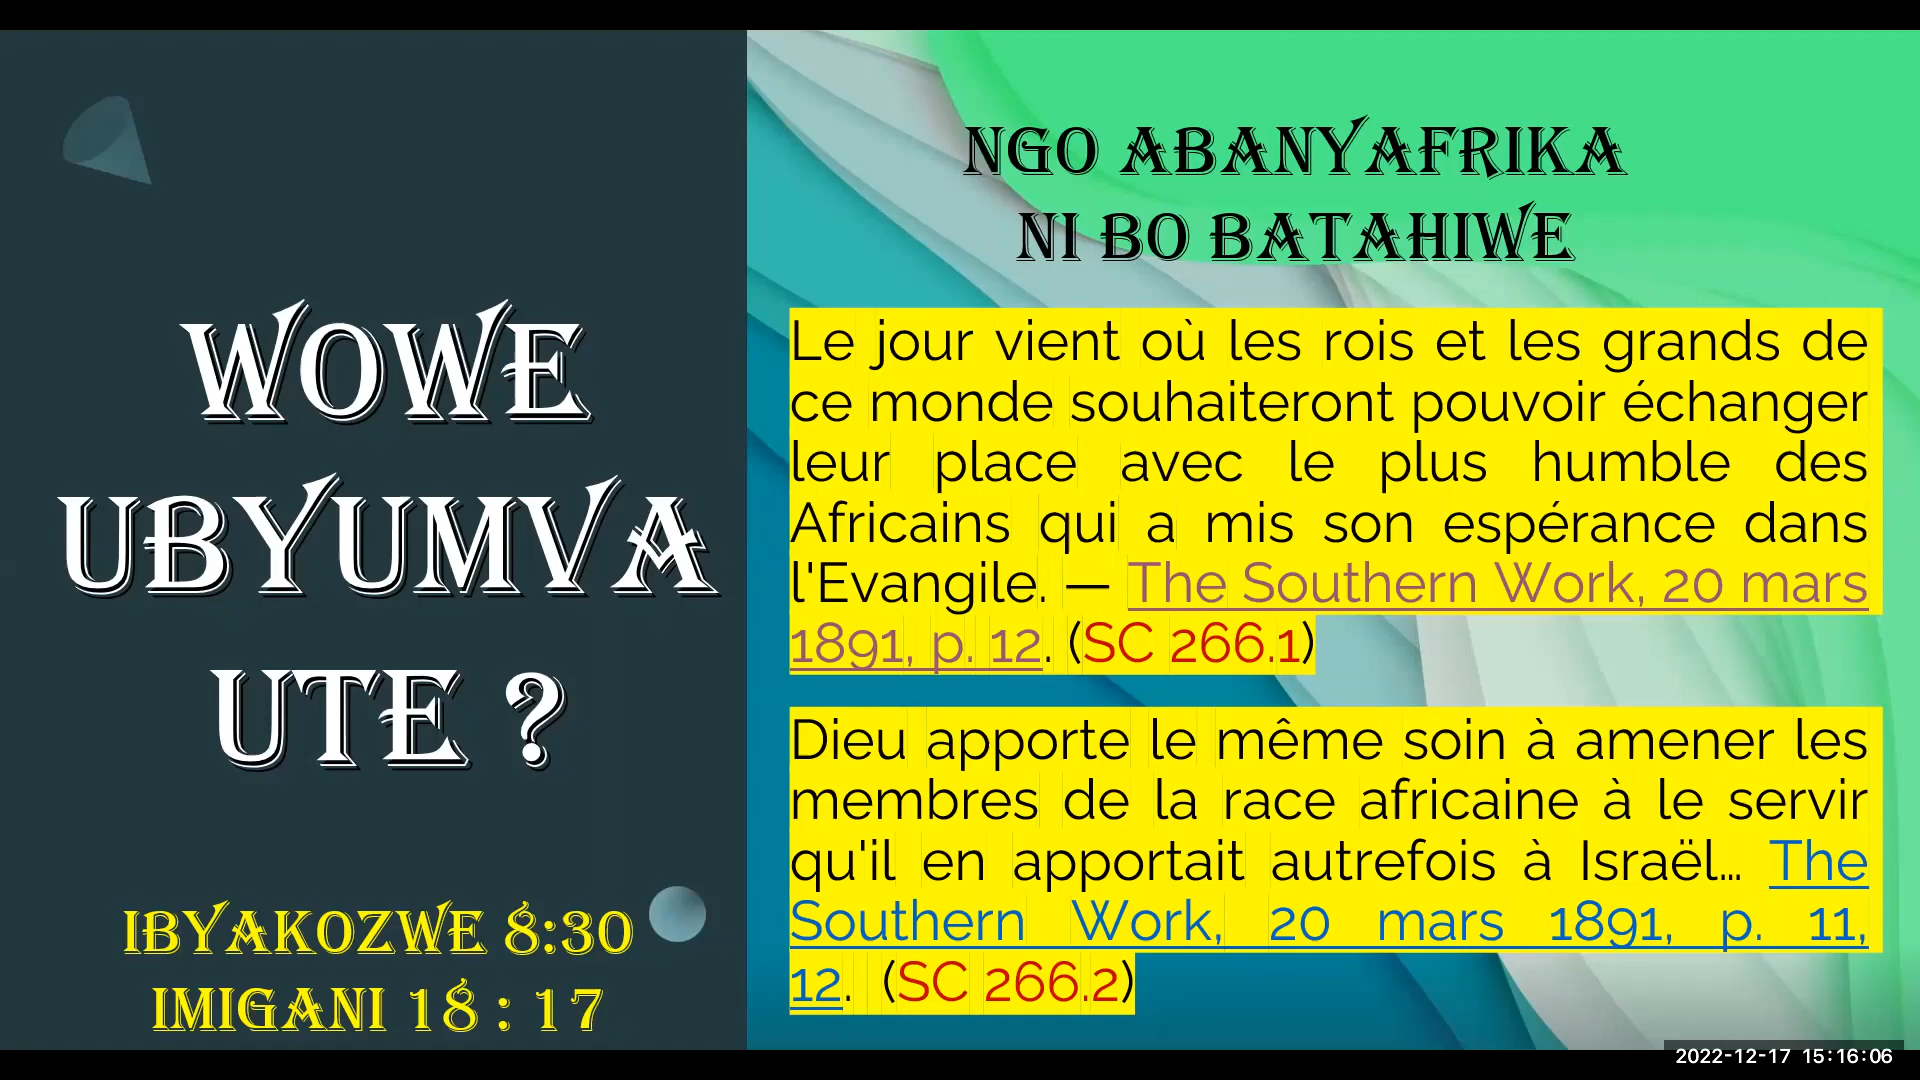 WOWE
UBYUMVA
UTE ?
IBYAKOZWE 8:30
IMIGANI 18 : 17
NGO ABANYAFRIKA
NI BO BATAHIWE
Le jour vient où les rois et les grands de
ce monde souhaiteront pouvoir échanger
leur place avec le plus humble des
Africains qui a mis son espérance dans
l'Evangile. — The Southern Work, 20 mars
1891, p. 12. (SC 266.1)
Dieu apporte le même soin à amener les
membres de la race africaine à le servir
qu'il en apportait autrefois à Israël… The
Southern Work, 20 mars 1891, p. 11,
12. (SC 266.2)
2022-12-17 15:16:06